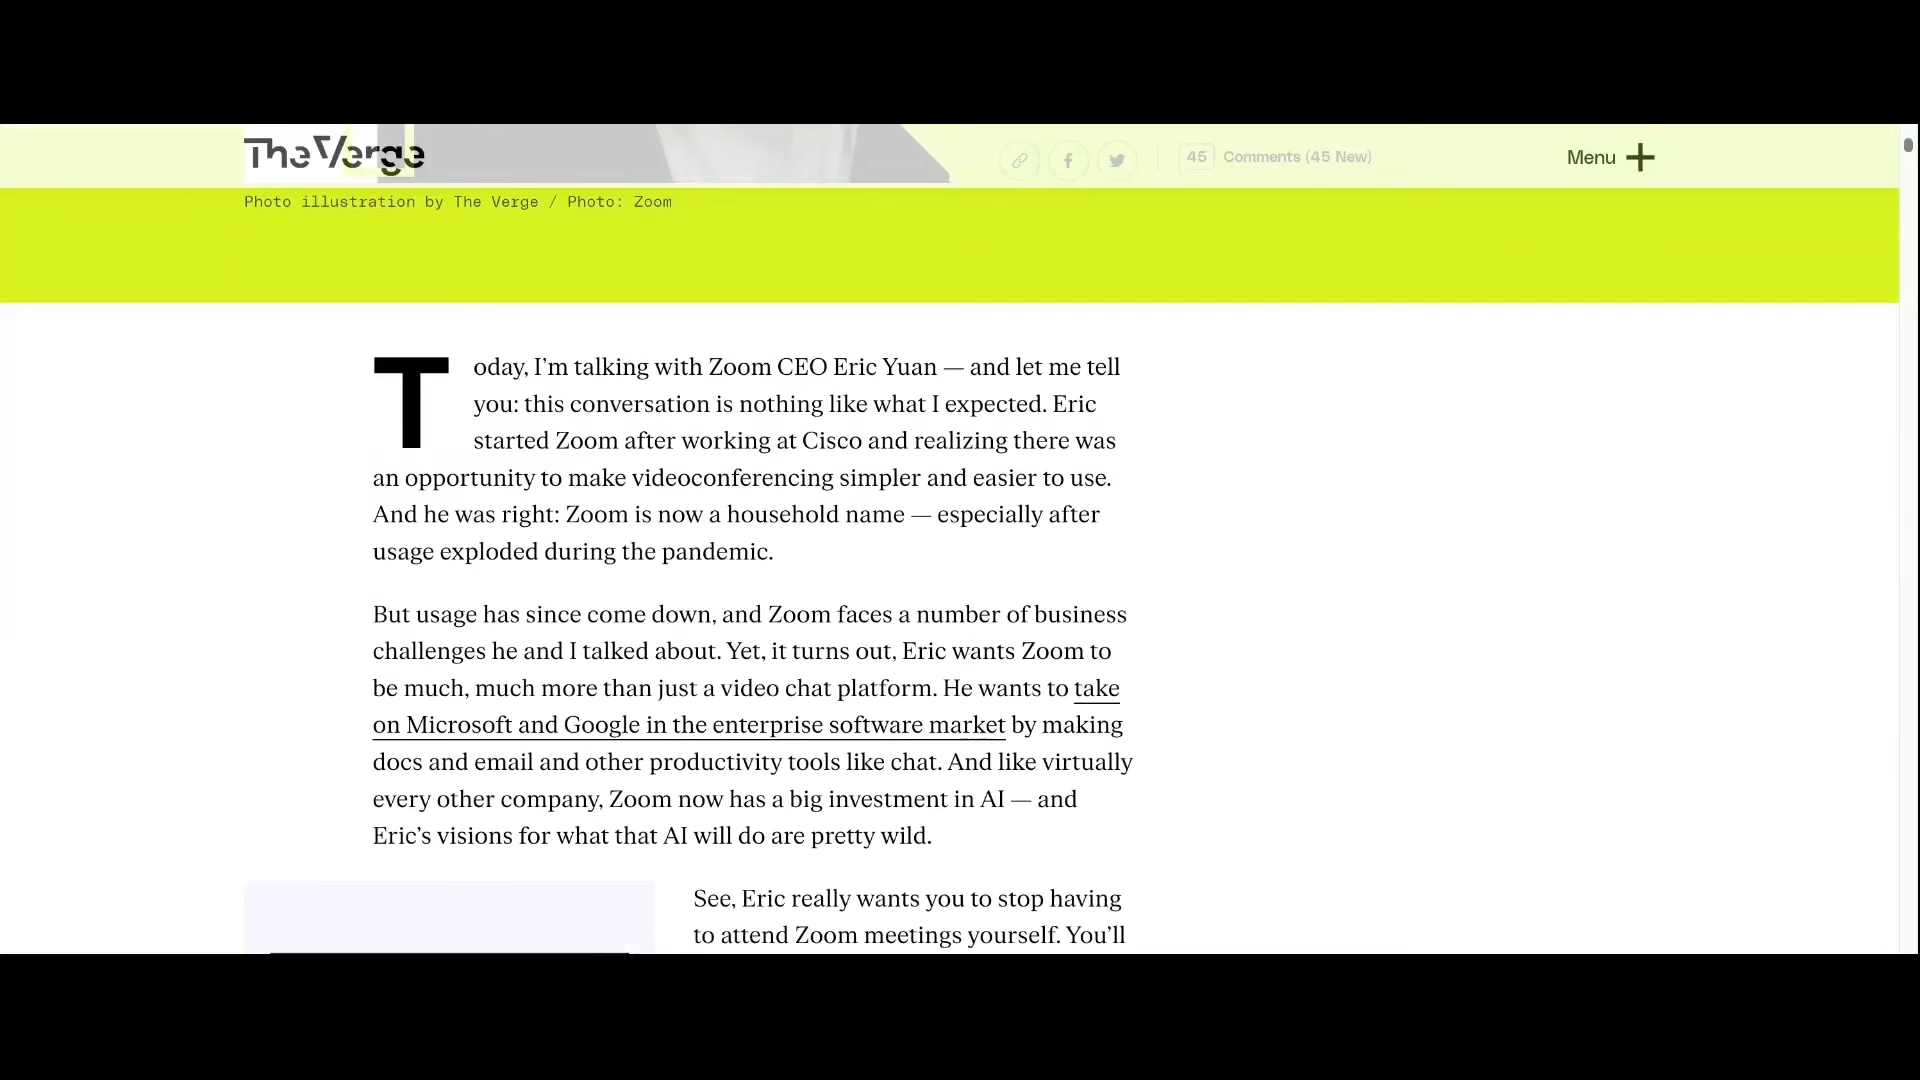 The Verge
45 Comments (45 New)
Menu
Photo illustration by The Verge / Photo: Zoom
Today, I’m talking with Zoom CEO Eric Yuan — and let me tell
you: this conversation is nothing like what I expected. Eric
started Zoom after working at Cisco and realizing there was
an opportunity to make videoconferencing simpler and easier to use.
And he was right: Zoom is now a household name — especially after
usage exploded during the pandemic.
But usage has since come down, and Zoom faces a number of business
challenges he and I talked about. Yet, it turns out, Eric wants Zoom to
be much, much more than just a video chat platform. He wants to take
on Microsoft and Google in the enterprise software market by making
docs and email and other productivity tools like chat. And like virtually
every other company, Zoom now has a big investment in AI — and
Eric’s visions for what that AI will do are pretty wild.
See, Eric really wants you to stop having
to attend Zoom meetings yourself. You’ll